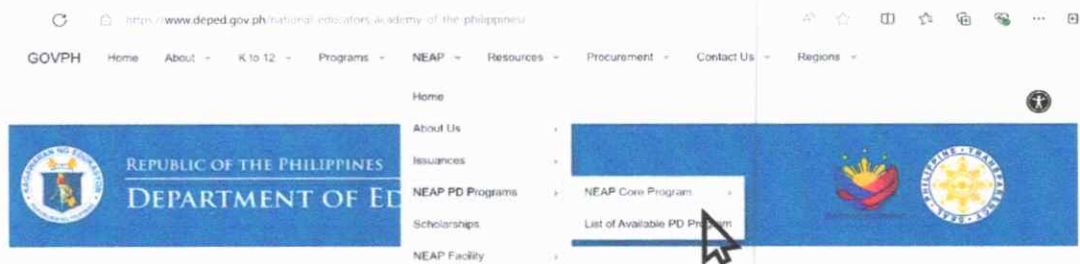 https://www.deped.gov.ph/national-educators-academy-of-the-philippines/
GOVPH Home About K to 12 Programs NEAP Resources Procurement Contact Us Regions
Home
About Us
Issuances
NEAP PD Programs
Scholarships
NEAP Facility
NEAP Core Program
List of Available PD Program
REPUBLIC OF THE PHILIPPINES
DEPARTMENT OF ED